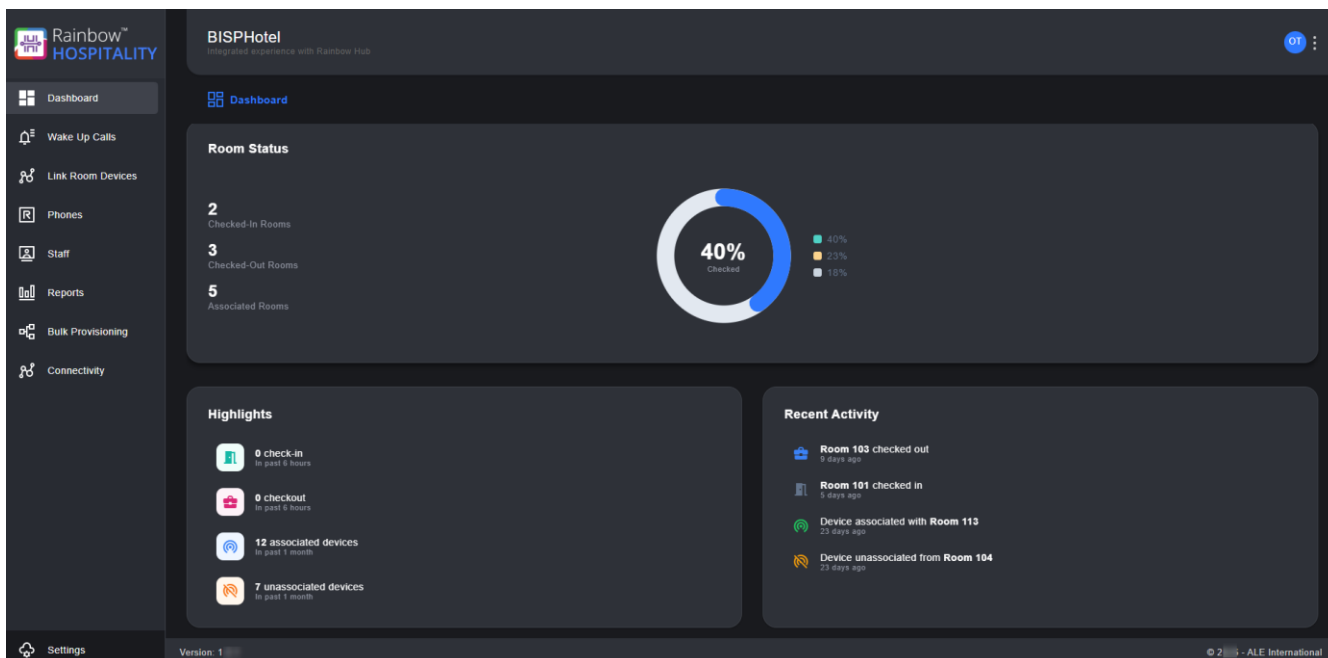 Rainbow™
HOSPITALITY
BISPHotel
Integrated experience with Rainbow Hub
OT
Dashboard
Wake Up Calls
Link Room Devices
Phones
Staff
Reports
Bulk Provisioning
Connectivity
Settings
Dashboard
Room Status
2
Checked-In Rooms
3
Checked-Out Rooms
5
Associated Rooms
40%
Checked
40%
23%
18%
Highlights
0 check-in
In past 6 hours
0 checkout
In past 6 hours
12 associated devices
In past 1 month
7 unassociated devices
In past 1 month
Recent Activity
Room 103 checked out
9 days ago
Room 101 checked in
5 days ago
Device associated with Room 113
23 days ago
Device unassociated from Room 104
23 days ago
Version: 1
© 2 - ALE International